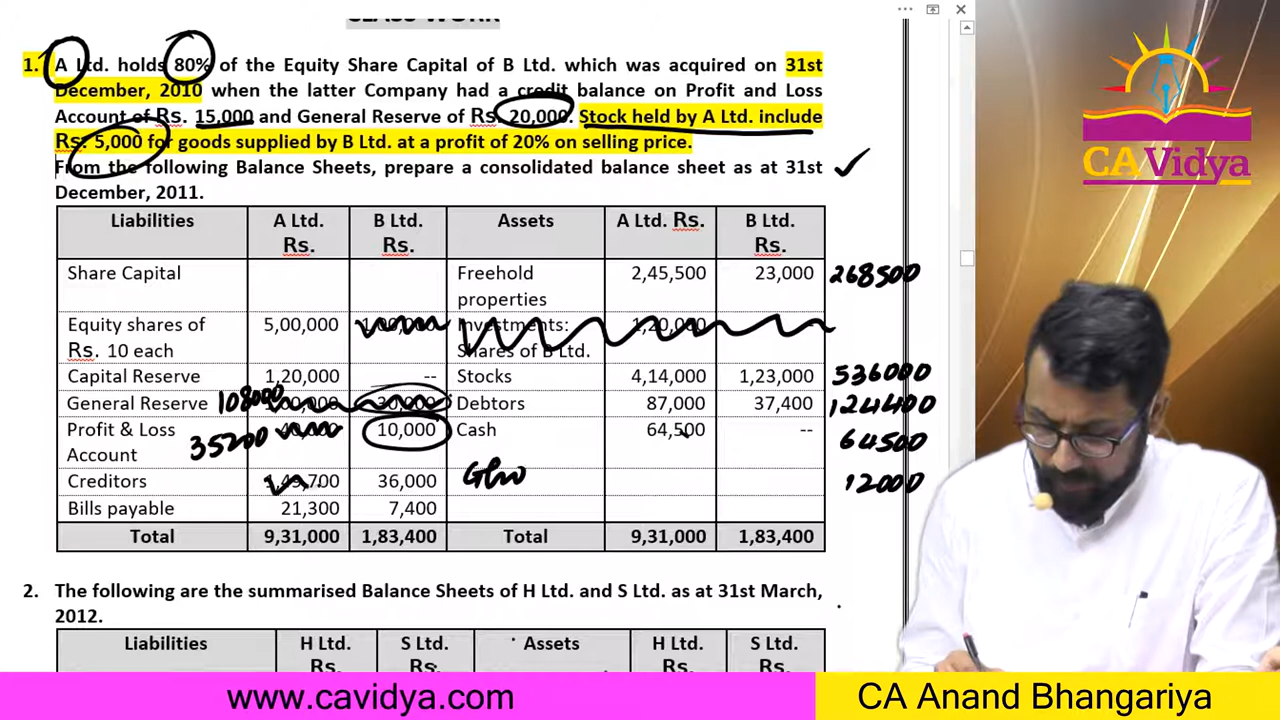 CLASS WORK
1. A Ltd. holds 80% of the Equity Share Capital of B Ltd. which was acquired on 31st
December, 2010 when the latter Company had a credit balance on Profit and Loss
Account of Rs. 15,000 and General Reserve of Rs. 20,000. Stock held by A Ltd. include
Rs. 5,000 for goods supplied by B Ltd. at a profit of 20% on selling price.
From the following Balance Sheets, prepare a consolidated balance sheet as at 31st
December, 2011.
Liabilities A Ltd. Rs. B Ltd. Rs. Assets A Ltd. Rs. B Ltd. Rs.
Share Capital Freehold properties 2,45,500 23,000 268500
Equity shares of Rs. 10 each 5,00,000 1,00,000 Investments: Shares of B Ltd. 1,20,000
Capital Reserve 1,20,000 -- Stocks 4,14,000 1,23,000 536000
General Reserve 108000 30,000 Debtors 87,000 37,400 124400
Profit & Loss Account 35200 10,000 Cash 64,500 -- 64500
Creditors 1,49,700 36,000 Glw 12000
Bills payable 21,300 7,400
Total 9,31,000 1,83,400 Total 9,31,000 1,83,400
2. The following are the summarised Balance Sheets of H Ltd. and S Ltd. as at 31st March,
2012.
Liabilities H Ltd. Rs. S Ltd. Rs. Assets H Ltd. Rs. S Ltd. Rs.
CA Vidya
www.cavidya.com
CA Anand Bhangariya